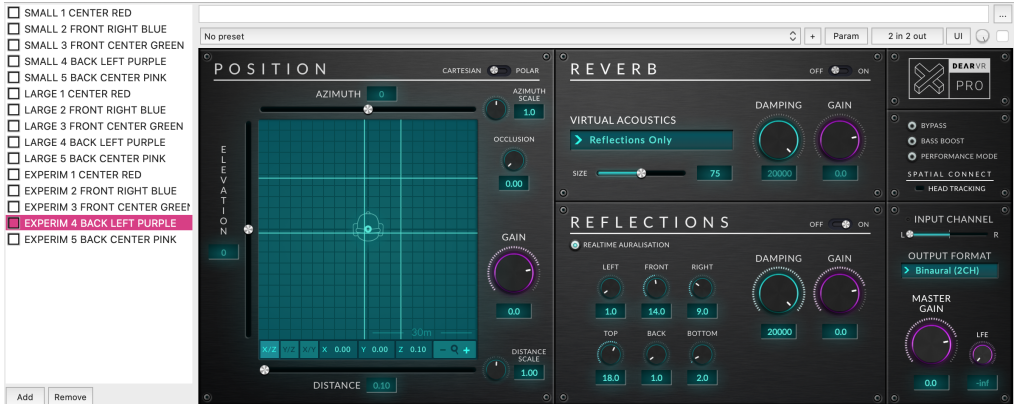 SMALL 1 CENTER RED
SMALL 2 FRONT RIGHT BLUE
SMALL 3 FRONT CENTER GREEN
SMALL 4 BACK LEFT PURPLE
SMALL 5 BACK CENTER PINK
LARGE 1 CENTER RED
LARGE 2 FRONT RIGHT BLUE
LARGE 3 FRONT CENTER GREEN
LARGE 4 BACK LEFT PURPLE
LARGE 5 BACK CENTER PINK
EXPERIM 1 CENTER RED
EXPERIM 2 FRONT RIGHT BLUE
EXPERIM 3 FRONT CENTER GREEN
EXPERIM 4 BACK LEFT PURPLE
EXPERIM 5 BACK CENTER PINK
Add Remove
...
No preset + Param 2 in 2 out UI
POSITION CARTESIAN POLAR
AZIMUTH 0
AZIMUTH
SCALE
1.0
OCCLUSION
0.00
ELEVATION
0
GAIN
0.0
30m
X/Z Y/Z X/Y X 0.00 Y 0.00 Z 0.10 - +
DISTANCE
SCALE
1.00
DISTANCE 0.10
REVERB OFF ON
VIRTUAL ACOUSTICS
Reflections Only
SIZE 75
DAMPING GAIN
20000 0.0
REFLECTIONS OFF ON
REALTIME AURALISATION
LEFT FRONT RIGHT
1.0 14.0 9.0
TOP BACK BOTTOM
18.0 1.0 2.0
DAMPING GAIN
20000 0.0
DEARVR
PRO
BYPASS
BASS BOOST
PERFORMANCE MODE
SPATIAL CONNECT
HEAD TRACKING
INPUT CHANNEL
L R
OUTPUT FORMAT
Binaural (2CH)
MASTER
GAIN
LFE
0.0 -inf